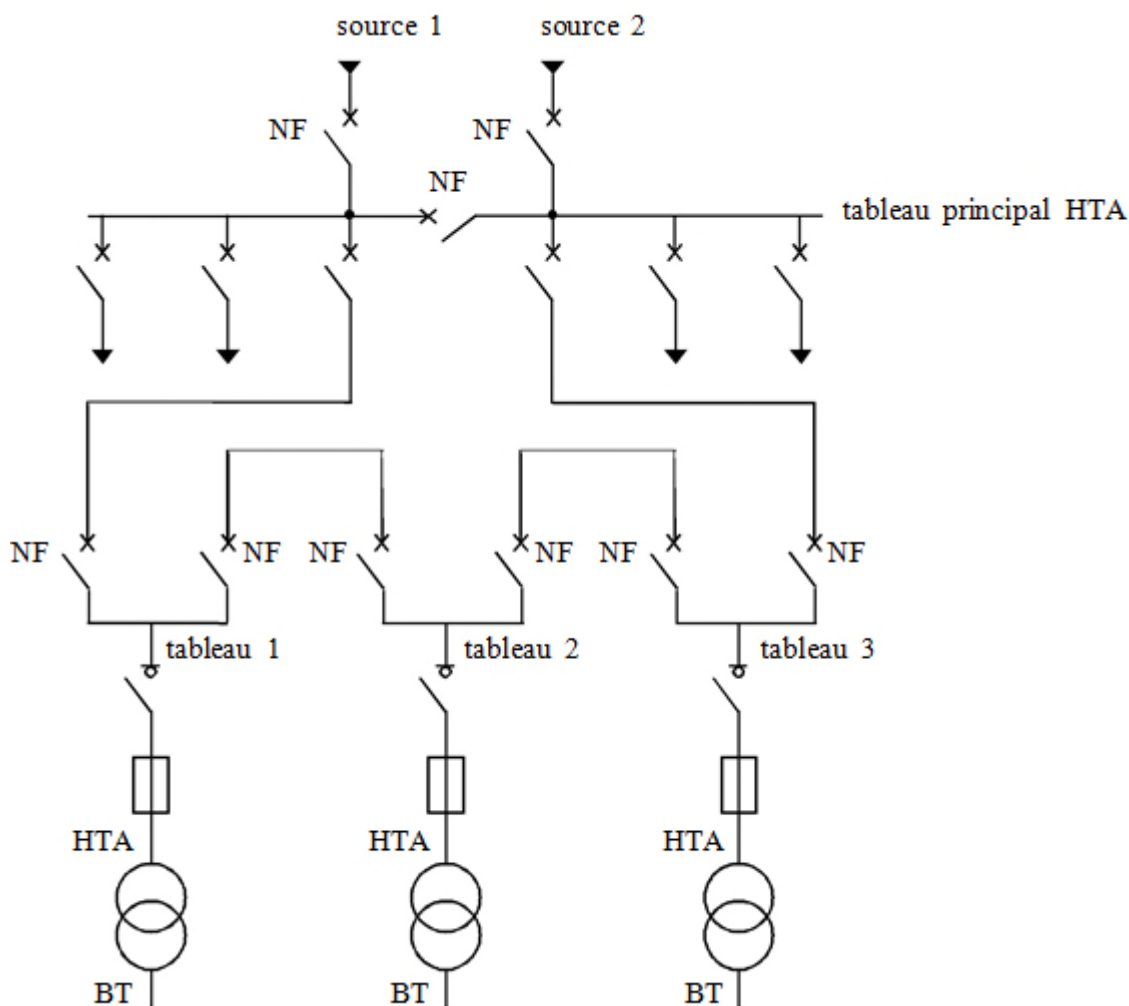 source 1 source 2
NF NF
NF
tableau principal HTA
NF NF NF NF NF NF
tableau 1 tableau 2 tableau 3
HTA HTA HTA
BT BT BT